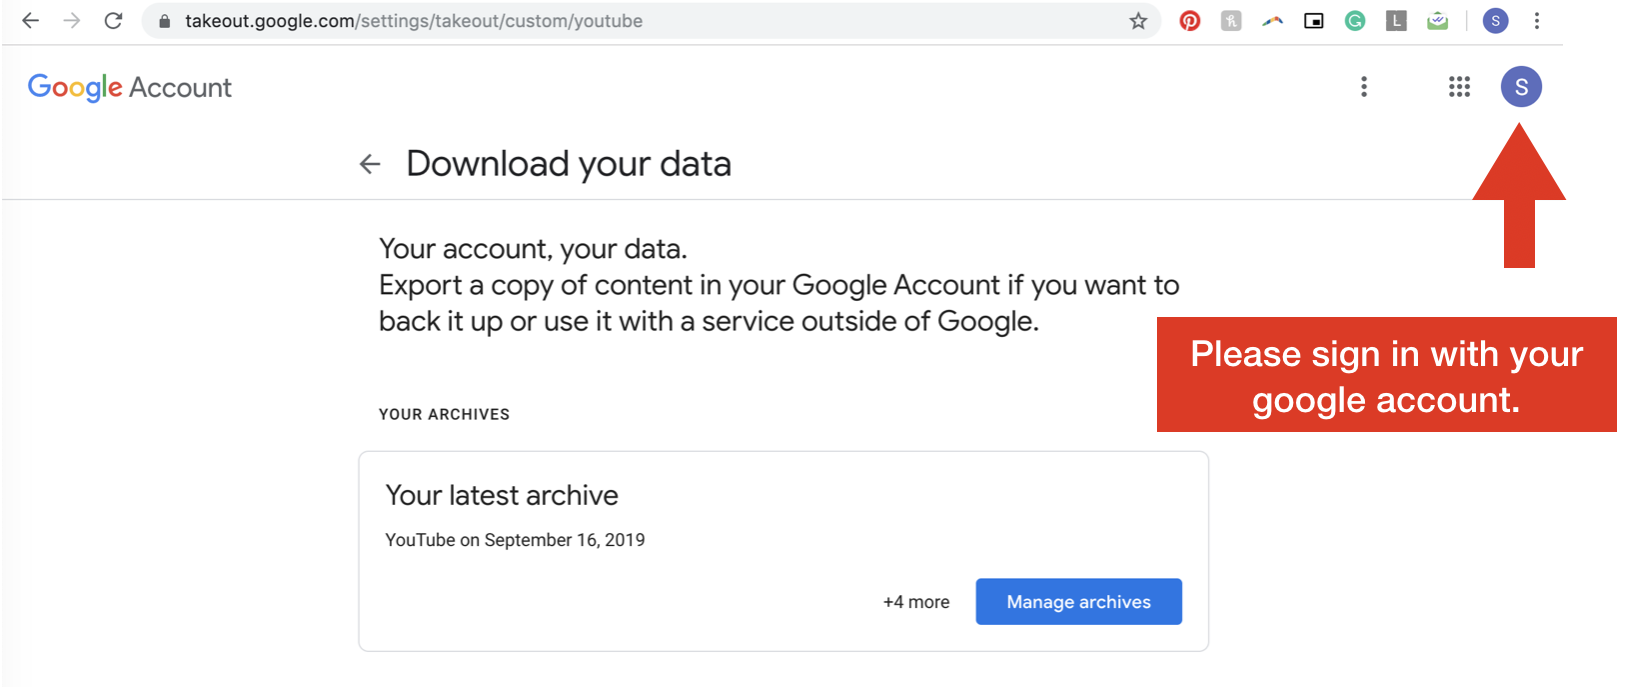 takeout.google.com/settings/takeout/custom/youtube
L
S
Google Account
S
Download your data
Your account, your data.
Export a copy of content in your Google Account if you want to
back it up or use it with a service outside of Google.
Please sign in with your
google account.
YOUR ARCHIVES
Your latest archive
YouTube on September 16, 2019
+4 more
Manage archives